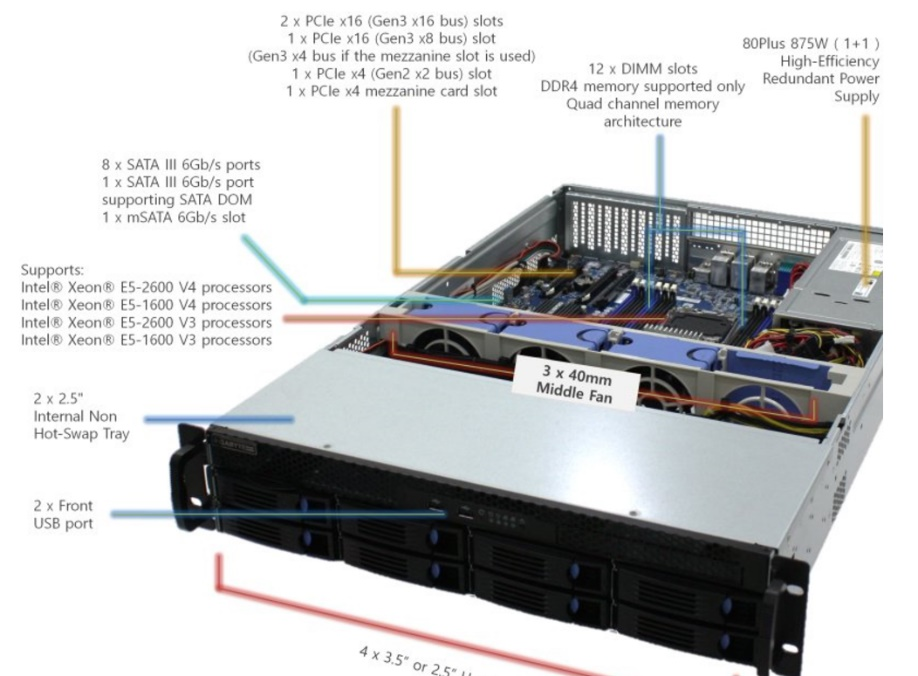 2 x PCIe x16 (Gen3 x16 bus) slots
1 x PCIe x16 (Gen3 x8 bus) slot
(Gen3 x4 bus if the mezzanine slot is used)
1 x PCIe x4 (Gen2 x2 bus) slot
1 x PCIe x4 mezzanine card slot
12 x DIMM slots
DDR4 memory supported only
Quad channel memory
architecture
80Plus 875W ( 1+1 )
High-Efficiency
Redundant Power
Supply
8 x SATA III 6Gb/s ports
1 x SATA III 6Gb/s port
supporting SATA DOM
1 x mSATA 6Gb/s slot
Supports:
Intel® Xeon® E5-2600 V4 processors
Intel® Xeon® E5-1600 V4 processors
Intel® Xeon® E5-2600 V3 processors
Intel® Xeon® E5-1600 V3 processors
3 x 40mm
Middle Fan
2 x 2.5"
Internal Non
Hot-Swap Tray
2 x Front
USB port
4 x 3.5" or 2.5"